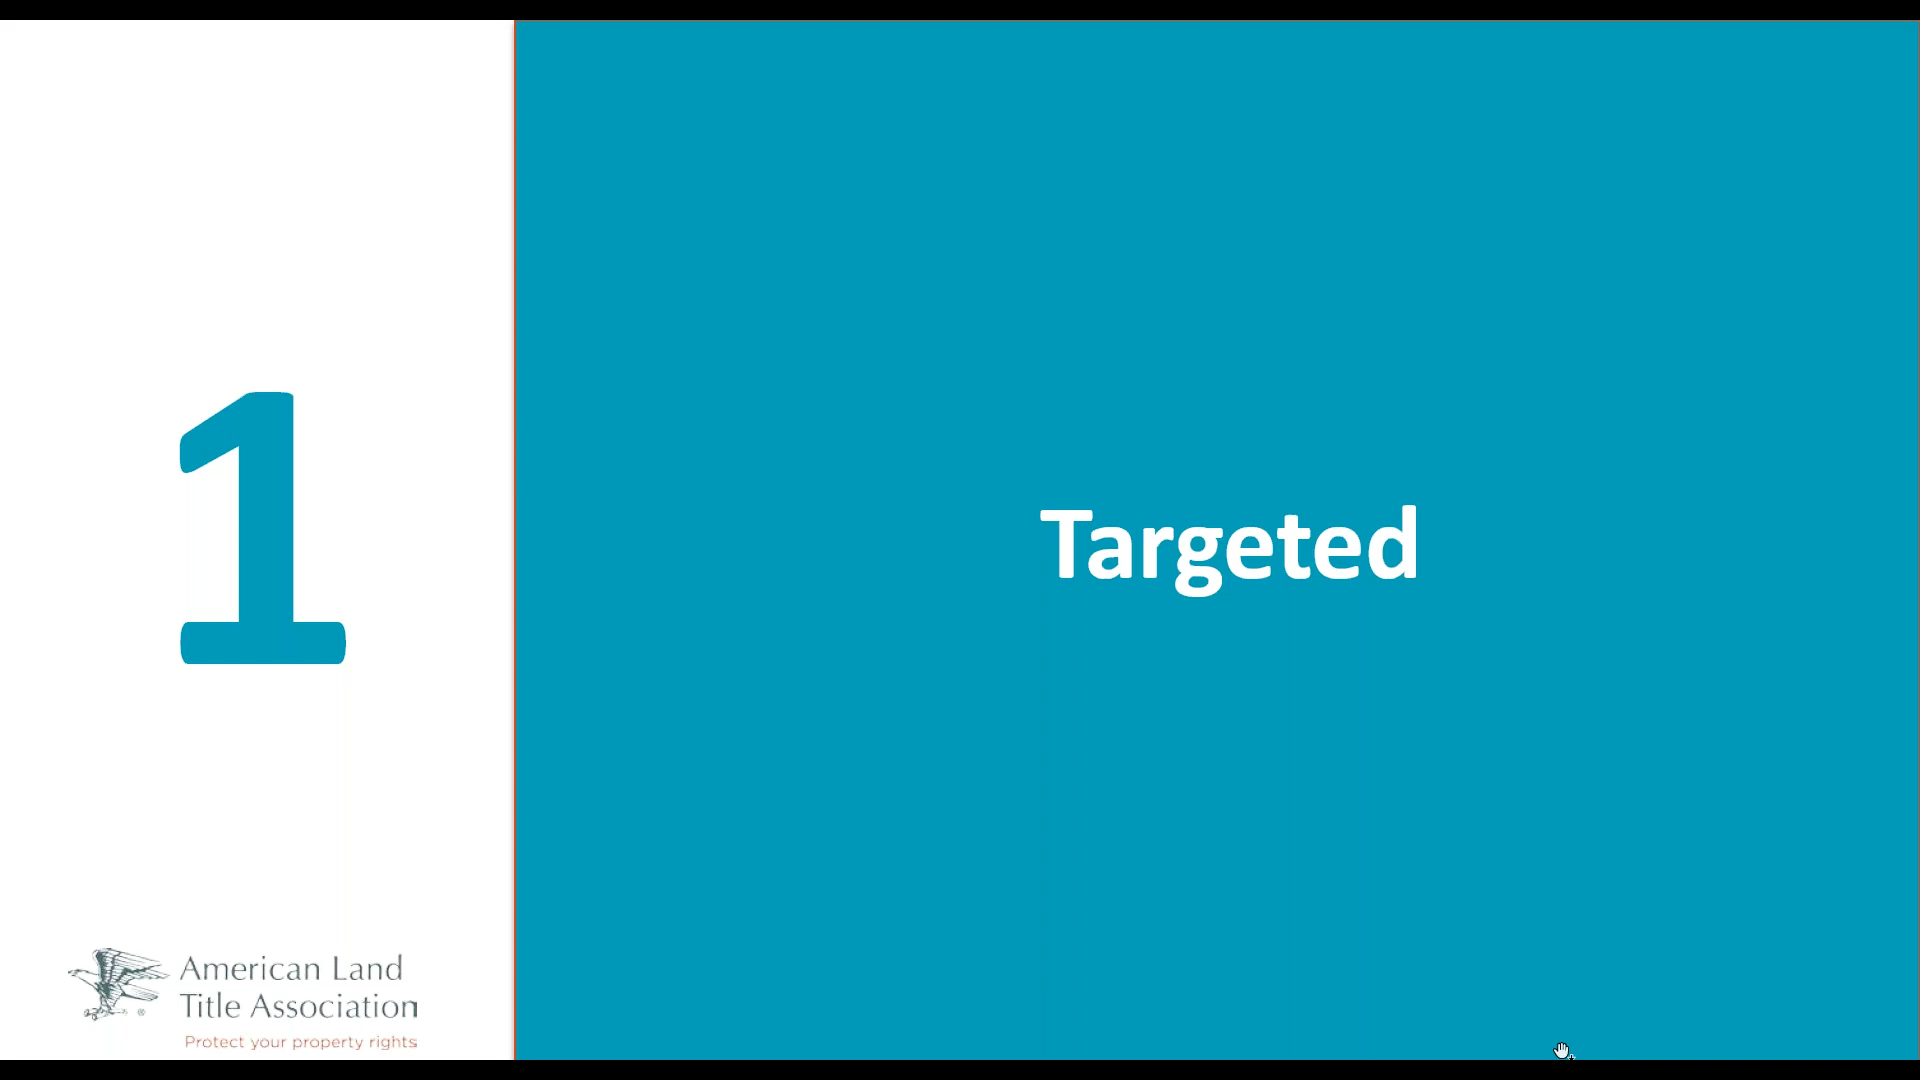 1
Targeted
American Land
Title Association
®
Protect your property rights